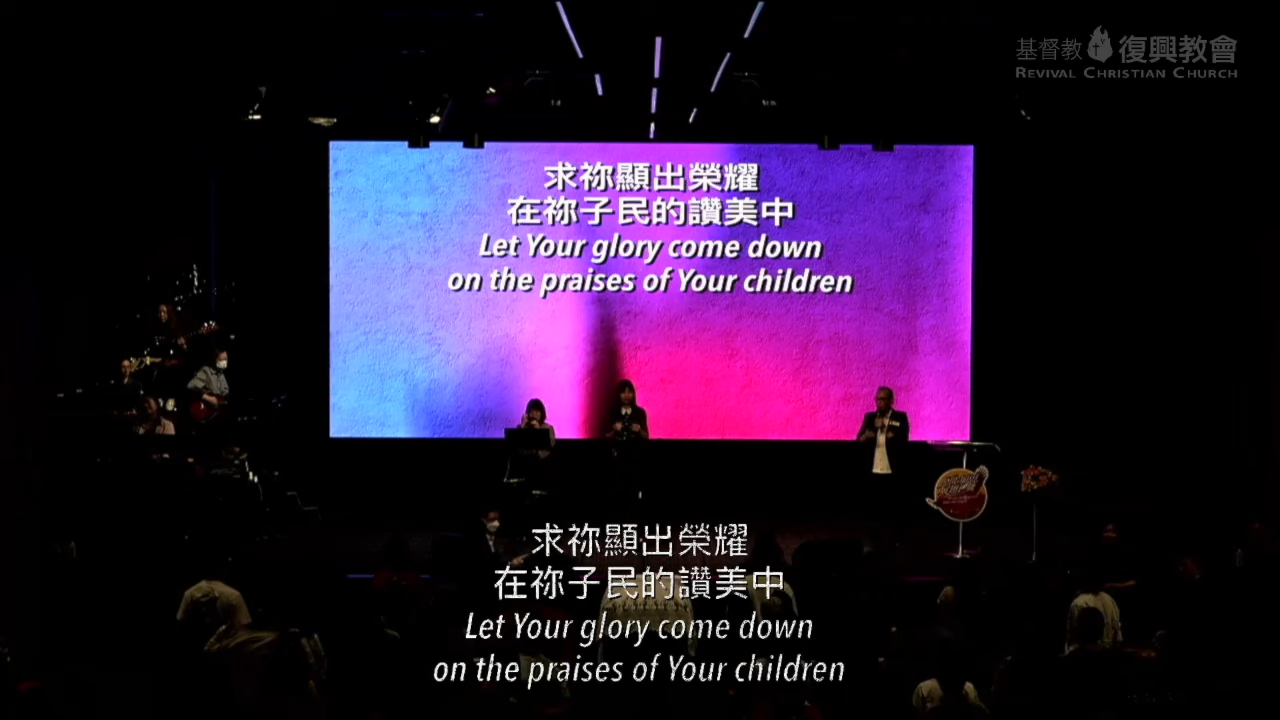 基督教 復興教會
REVIVAL CHRISTIAN CHURCH
求祢顯出榮耀
在祢子民的讚美中
Let Your glory come down
on the praises of Your children
求祢顯出榮耀
在祢子民的讚美中
Let Your glory come down
on the praises of Your children